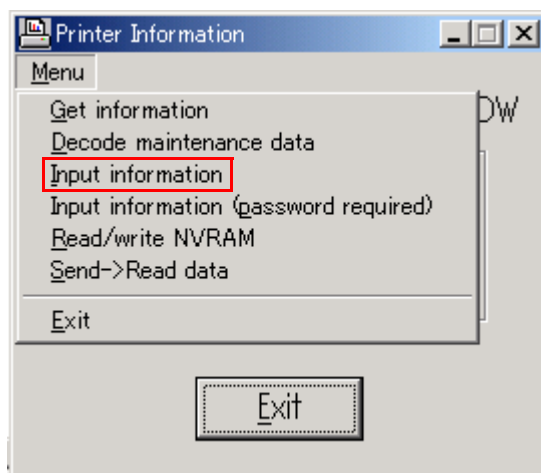 Printer Information
Menu
Get information
DW
Decode maintenance data
Input information
Input information (password required)
Read/write NVRAM
Send->Read data
Exit
Exit